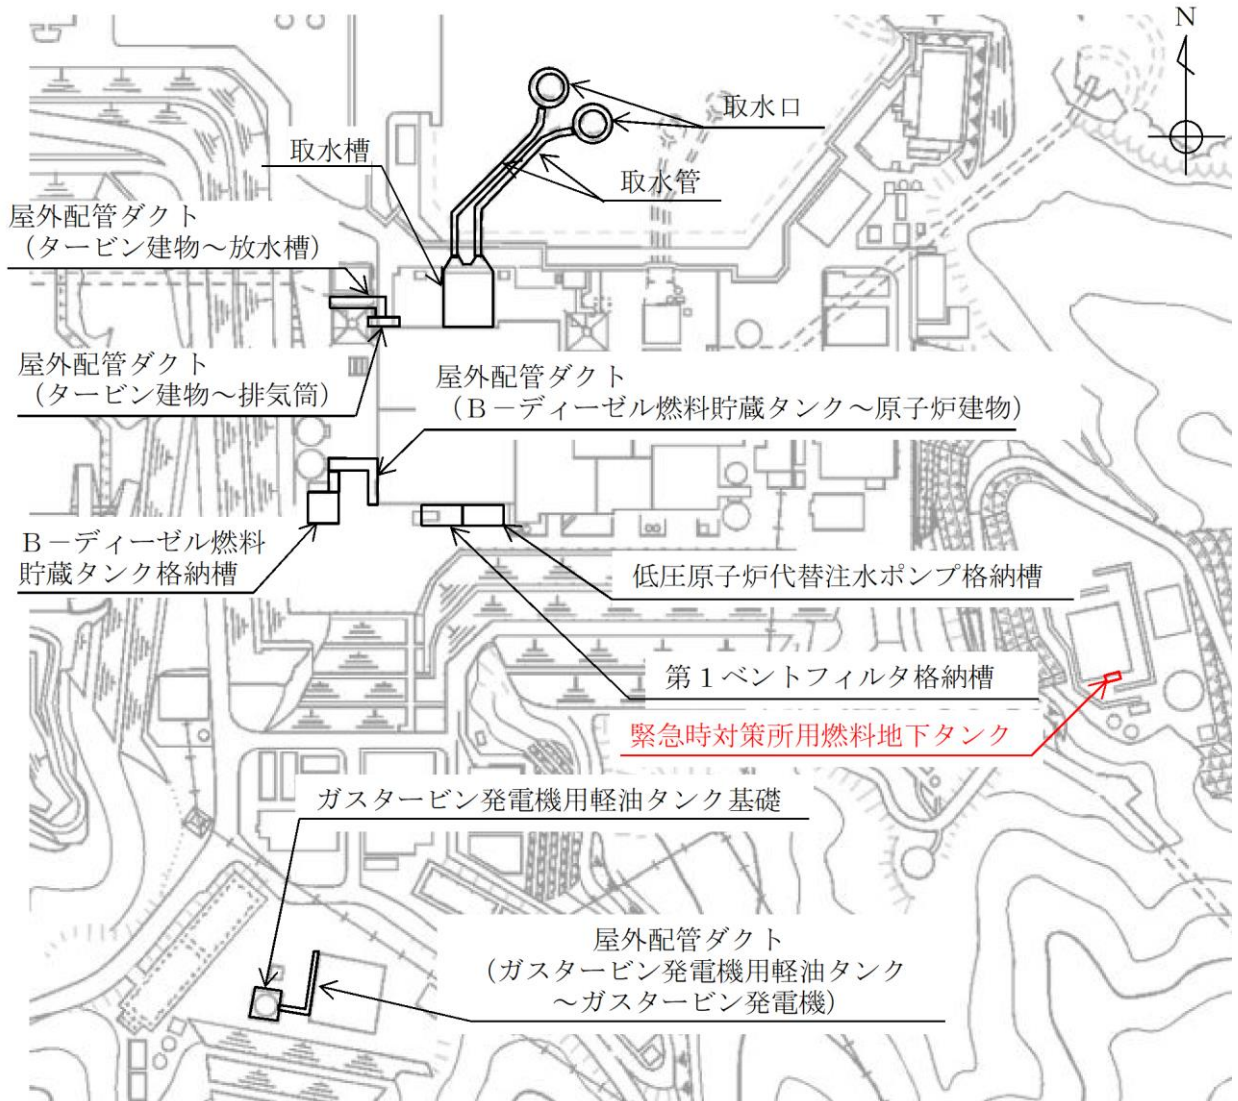 N
取水口
取水槽
取水管
屋外配管ダクト
（タービン建物～放水槽）
屋外配管ダクト
（タービン建物～排気筒）
屋外配管ダクト
（Ｂ－ディーゼル燃料貯蔵タンク～原子炉建物）
Ｂ－ディーゼル燃料
貯蔵タンク格納槽
低圧原子炉代替注水ポンプ格納槽
第１ベントフィルタ格納槽
緊急時対策所用燃料地下タンク
ガスタービン発電機用軽油タンク基礎
屋外配管ダクト
（ガスタービン発電機用軽油タンク
～ガスタービン発電機）